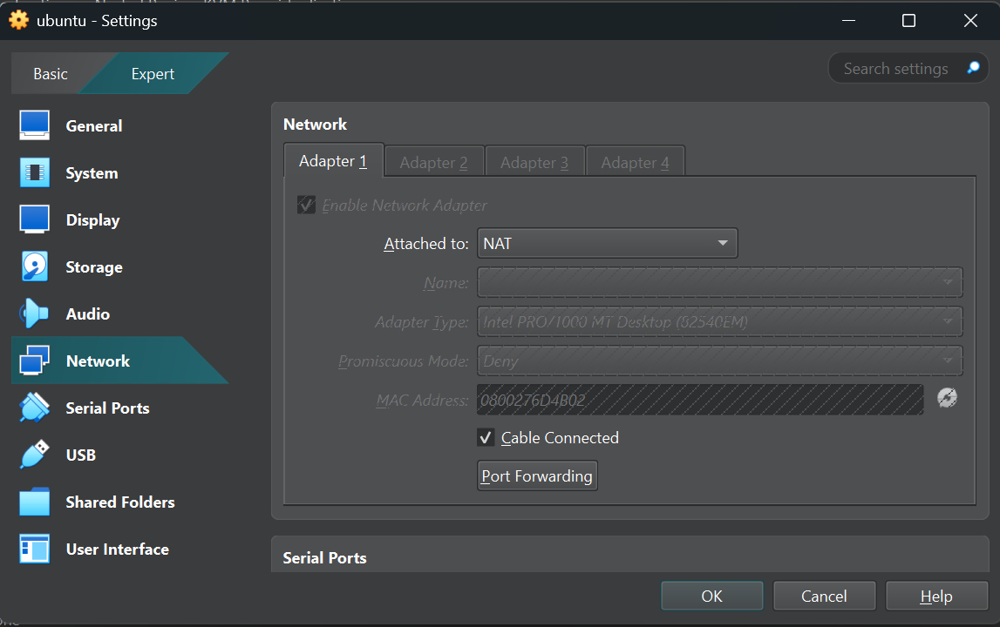 ubuntu - Settings
Basic
Expert
Search settings
General
System
Display
Storage
Audio
Network
Serial Ports
USB
Shared Folders
User Interface
Network
Adapter 1
Adapter 2
Adapter 3
Adapter 4
Enable Network Adapter
Attached to: NAT
Name:
Adapter Type: Intel PRO/1000 MT Desktop (82540EM)
Promiscuous Mode: Deny
MAC Address: 0800276D4B02
Cable Connected
Port Forwarding
Serial Ports
OK
Cancel
Help